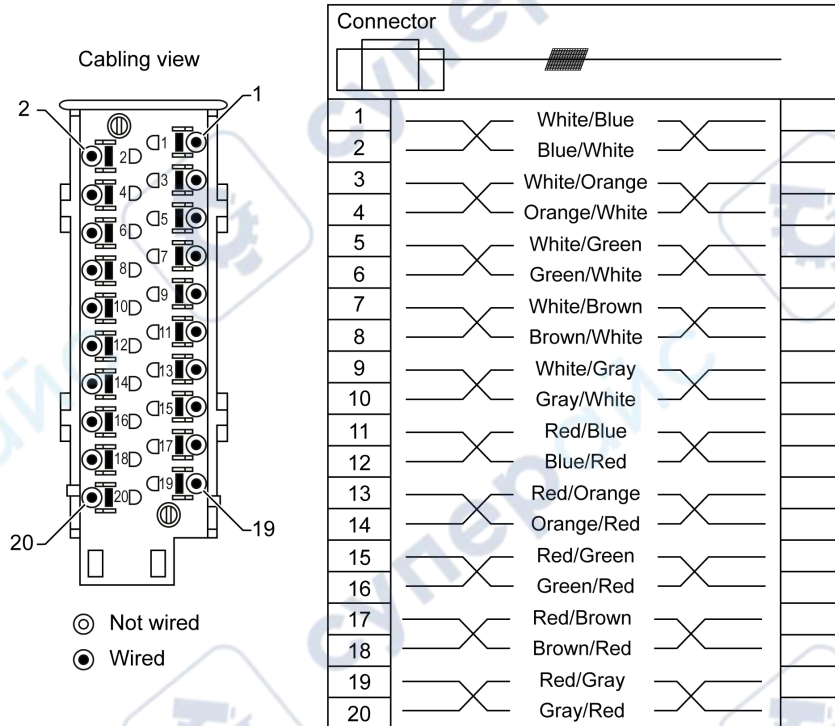 Cabling view
1
2
2
1
4
3
6
5
8
7
10
9
12
11
14
13
16
15
18
17
20
19
20
19
Not wired
Wired
Connector
1 White/Blue
2 Blue/White
3 White/Orange
4 Orange/White
5 White/Green
6 Green/White
7 White/Brown
8 Brown/White
9 White/Gray
10 Gray/White
11 Red/Blue
12 Blue/Red
13 Red/Orange
14 Orange/Red
15 Red/Green
16 Green/Red
17 Red/Brown
18 Brown/Red
19 Red/Gray
20 Gray/Red
суперайс